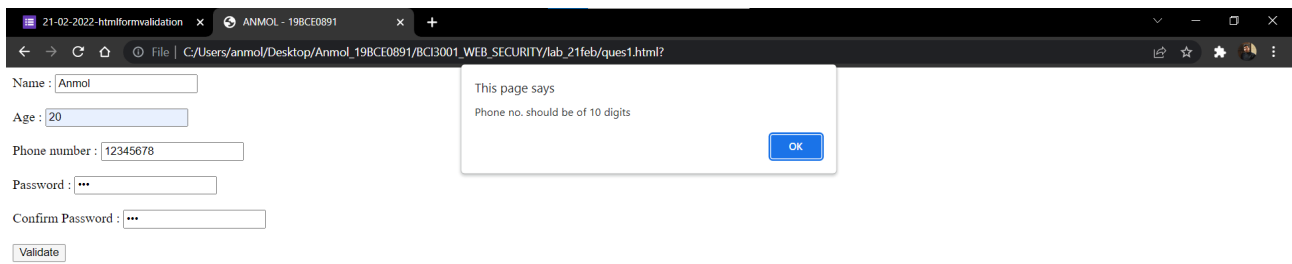 21-02-2022-htmlformvalidation
ANMOL - 19BCE0891
File | C:/Users/anmol/Desktop/Anmol_19BCE0891/BCI3001_WEB_SECURITY/lab_21feb/ques1.html?
This page says
Phone no. should be of 10 digits
OK
Name : Anmol
Age : 20
Phone number : 12345678
Password : •••
Confirm Password : •••
Validate